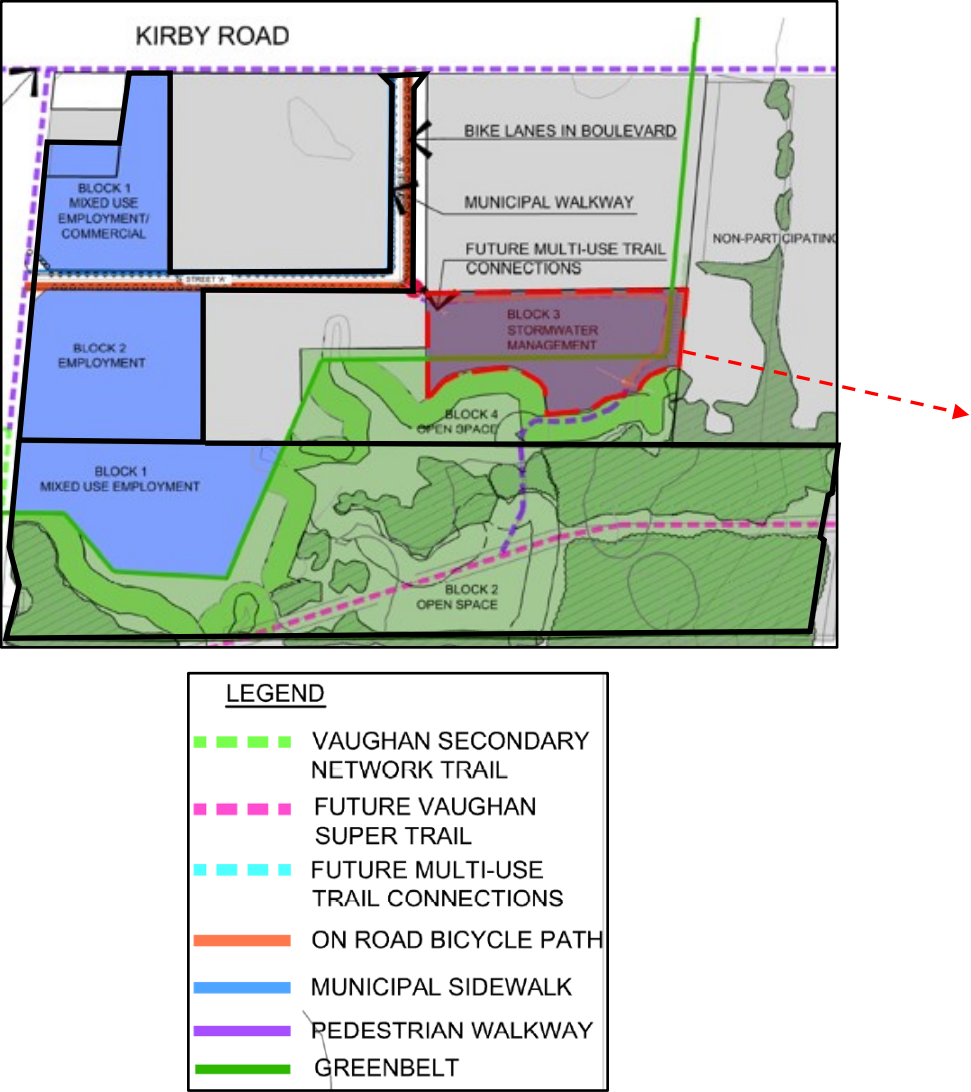 KIRBY ROAD
BIKE LANES IN BOULEVARD
BLOCK 1
MIXED USE
EMPLOYMENT/
COMMERCIAL
MUNICIPAL WALKWAY
NON-PARTICIPATING
FUTURE MULTI-USE TRAIL
CONNECTIONS
STREET 'A'
BLOCK 3
STORMWATER
MANAGEMENT
BLOCK 2
EMPLOYMENT
BLOCK 4
OPEN SPACE
BLOCK 1
MIXED USE EMPLOYMENT
BLOCK 2
OPEN SPACE
LEGEND
VAUGHAN SECONDARY
NETWORK TRAIL
FUTURE VAUGHAN
SUPER TRAIL
FUTURE MULTI-USE
TRAIL CONNECTIONS
ON ROAD BICYCLE PATH
MUNICIPAL SIDEWALK
PEDESTRIAN WALKWAY
GREENBELT